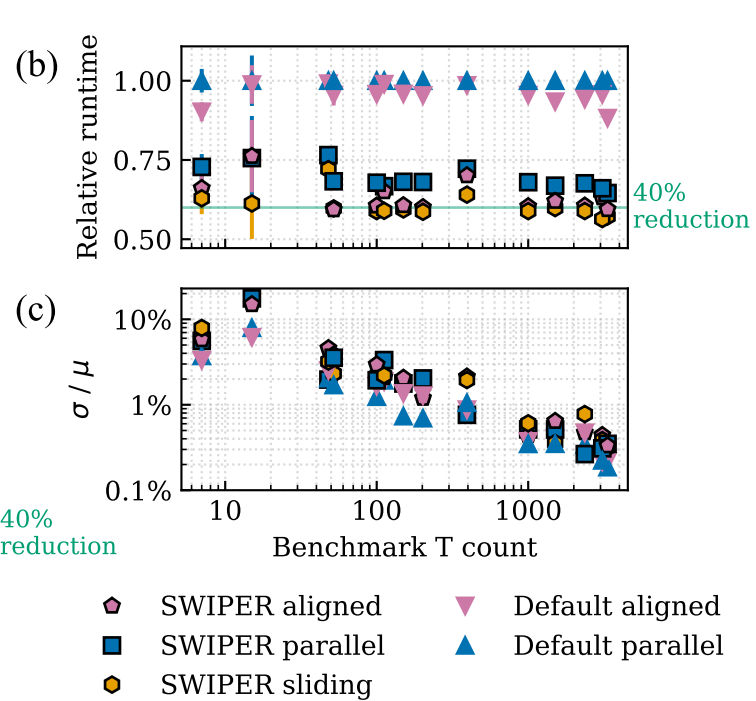 (b)
Relative runtime
1.00
0.75
0.50
40%
reduction
(c)
σ / μ
10%
1%
0.1%
10
100
1000
40%
reduction
Benchmark T count
SWIPER aligned
SWIPER parallel
SWIPER sliding
Default aligned
Default parallel